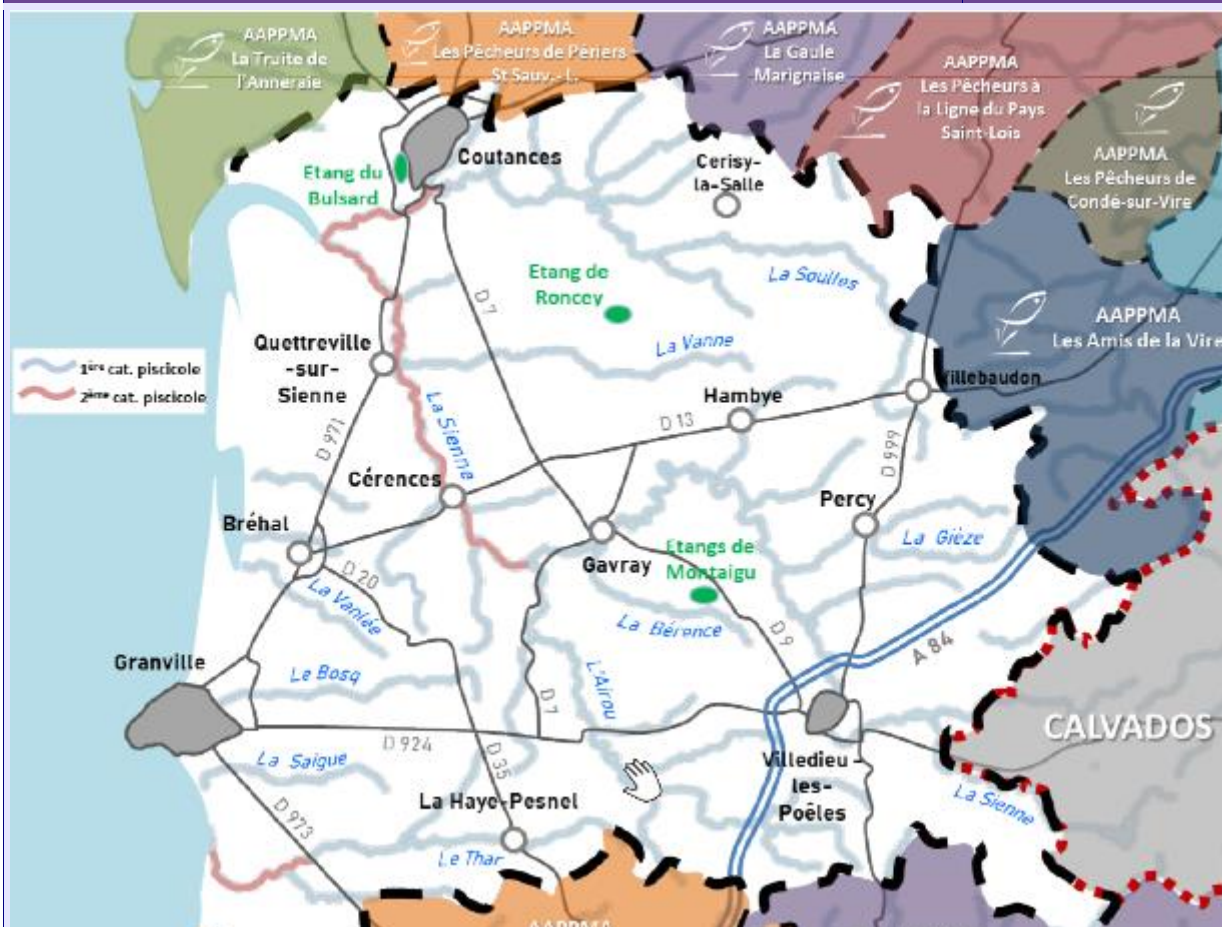 AAPPMA
La Truite de
l'Anneraie
AAPPMA
Les Pêcheurs de Périers
St Sauv.- L.
AAPPMA
La Gaule
Marignaise
AAPPMA
Les Pêcheurs à
la Ligne du Pays
Saint-Lois
AAPPMA
Les Pêcheurs de
Condé-sur-Vire
AAPPMA
Les Amis de la Vire
Coutances
Etang du
Bulsard
Cerisy-
la-Salle
Etang de
Roncey
La Soulles
D 7
La Vanne
Quettreville
-sur-
Sienne
1ère cat. piscicole
2ème cat. piscicole
Villebaudon
Hambye
La Sienne
D 13
D 971
D 999
Cérences
Percy
Bréhal
La Gièze
Gavray
Etangs de
Montaigu
D 20
La Vanlée
La Bérence
D 9
A 84
Granville
Le Bosq
L'Airou
D 7
D 924
CALVADOS
La Saigue
D 35
Villedieu -
les-
Poêles
La Haye-Pesnel
La Sienne
D 973
Le Thar
AAPPMA